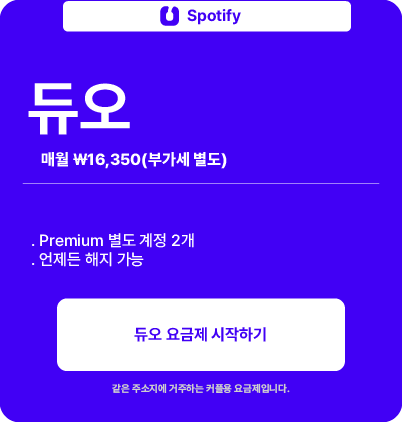 Spotify
듀오
매월 ₩16,350(부가세 별도)
. Premium 별도 계정 2개
. 언제든 해지 가능
듀오 요금제 시작하기
같은 주소지에 거주하는 커플용 요금제입니다.